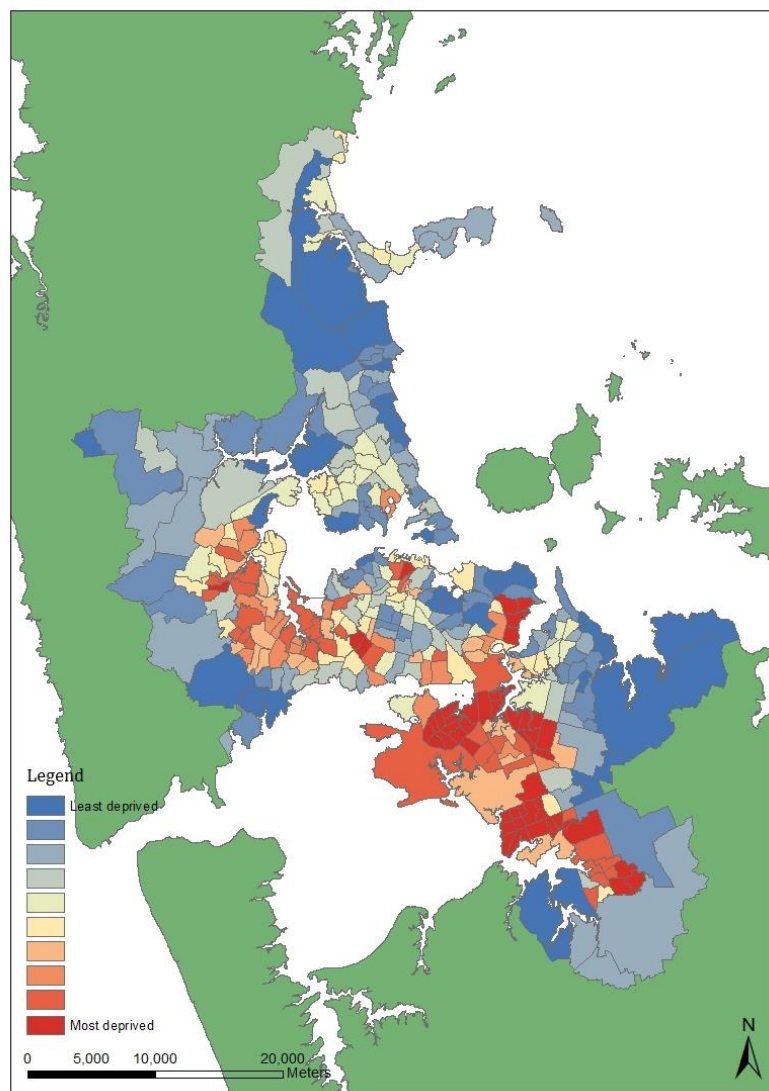 Legend
Least deprived
Most deprived
0 5,000 10,000 20,000
Meters
N